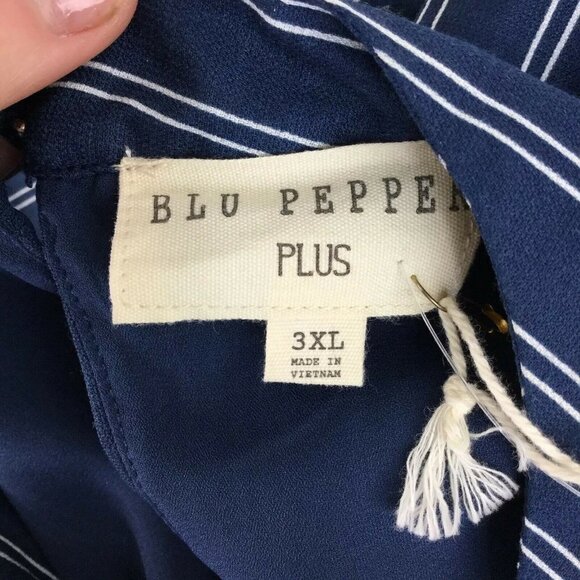 BLU PEPPER
PLUS
3XL
MADE IN
VIETNAM